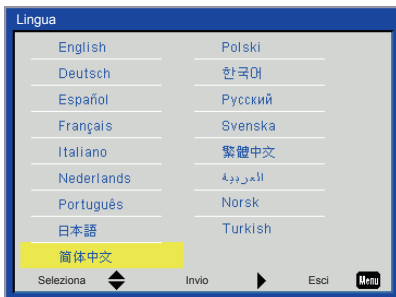 Lingua
English
Deutsch
Español
Français
Italiano
Nederlands
Português
日本語
简体中文
Polski
한국어
Русский
Svenska
繁體中文
العربية
Norsk
Turkish
Seleziona Invio Esci Menu